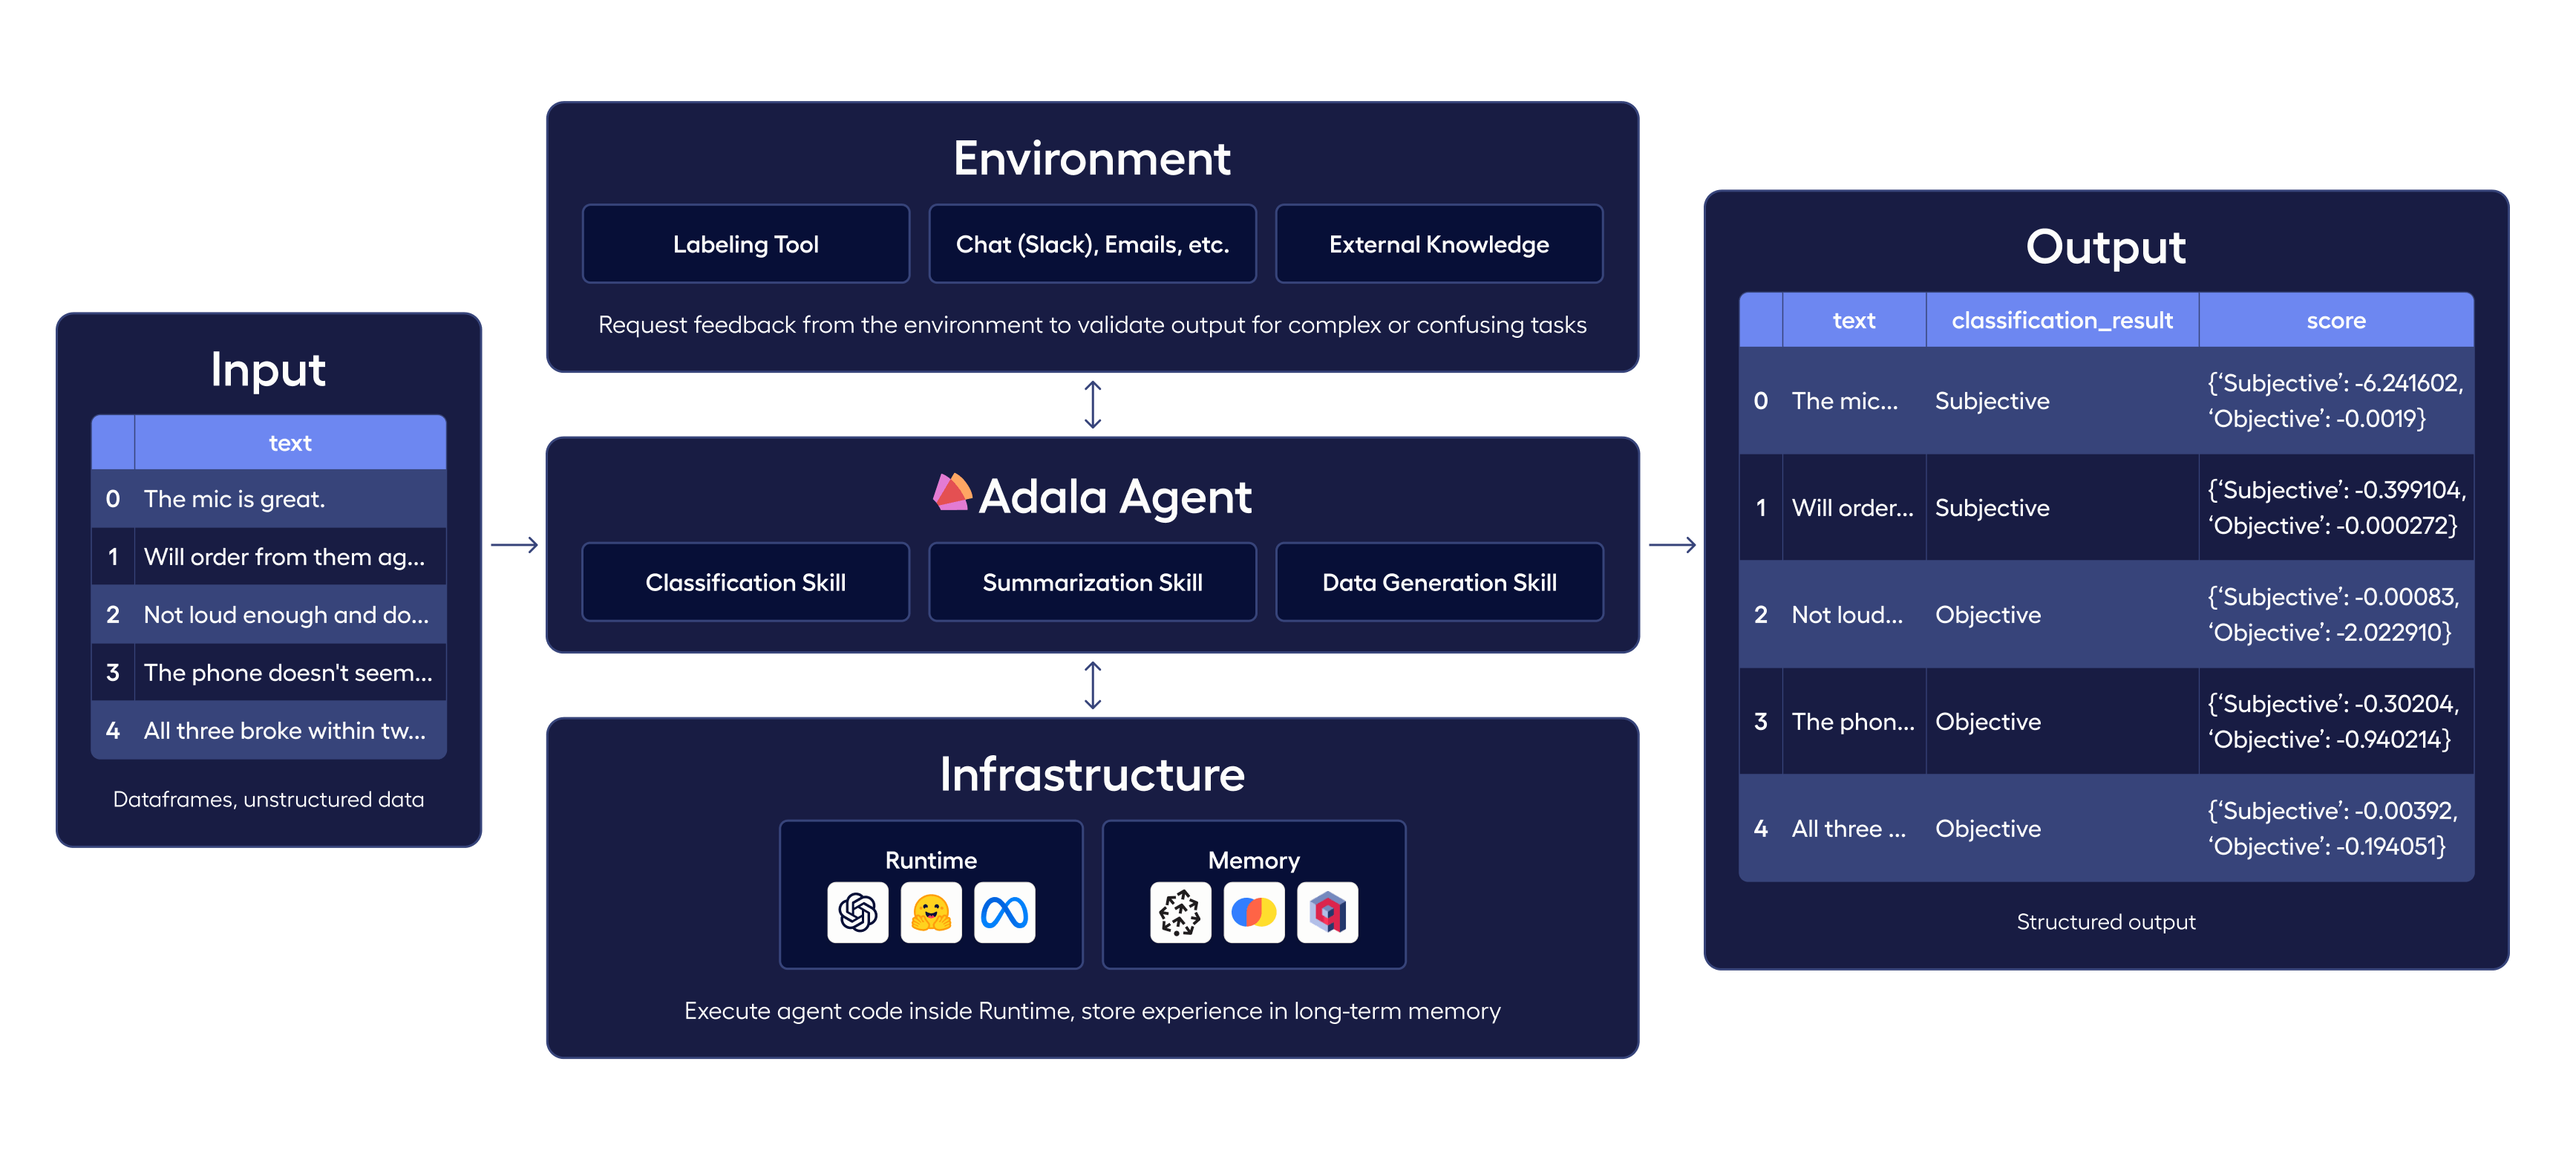 Input
text
0 The mic is great.
1 Will order from them ag...
2 Not loud enough and do...
3 The phone doesn't seem...
4 All three broke within tw...
Dataframes, unstructured data
Environment
Labeling Tool
Chat (Slack), Emails, etc.
External Knowledge
Request feedback from the environment to validate output for complex or confusing tasks
Adala Agent
Classification Skill
Summarization Skill
Data Generation Skill
Infrastructure
Runtime
Memory
Execute agent code inside Runtime, store experience in long-term memory
Output
text classification_result score
0 The mic... Subjective {‘Subjective’: -6.241602,
‘Objective’: -0.0019}
1 Will order... Subjective {‘Subjective’: -0.399104,
‘Objective’: -0.000272}
2 Not loud... Objective {‘Subjective’: -0.00083,
‘Objective’: -2.022910}
3 The phon... Objective {‘Subjective’: -0.30204,
‘Objective’: -0.940214}
4 All three ... Objective {‘Subjective’: -0.00392,
‘Objective’: -0.194051}
Structured output